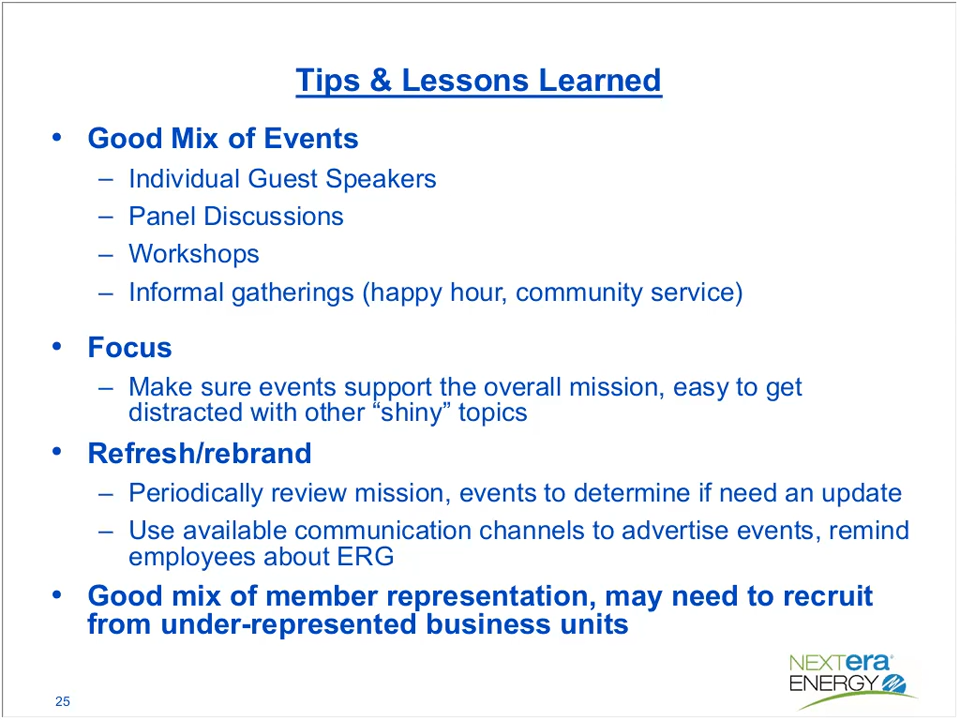 Tips & Lessons Learned
• Good Mix of Events
– Individual Guest Speakers
– Panel Discussions
– Workshops
– Informal gatherings (happy hour, community service)
• Focus
– Make sure events support the overall mission, easy to get
distracted with other “shiny” topics
• Refresh/rebrand
– Periodically review mission, events to determine if need an update
– Use available communication channels to advertise events, remind
employees about ERG
• Good mix of member representation, may need to recruit
from under-represented business units
NEXTera®
ENERGY
25